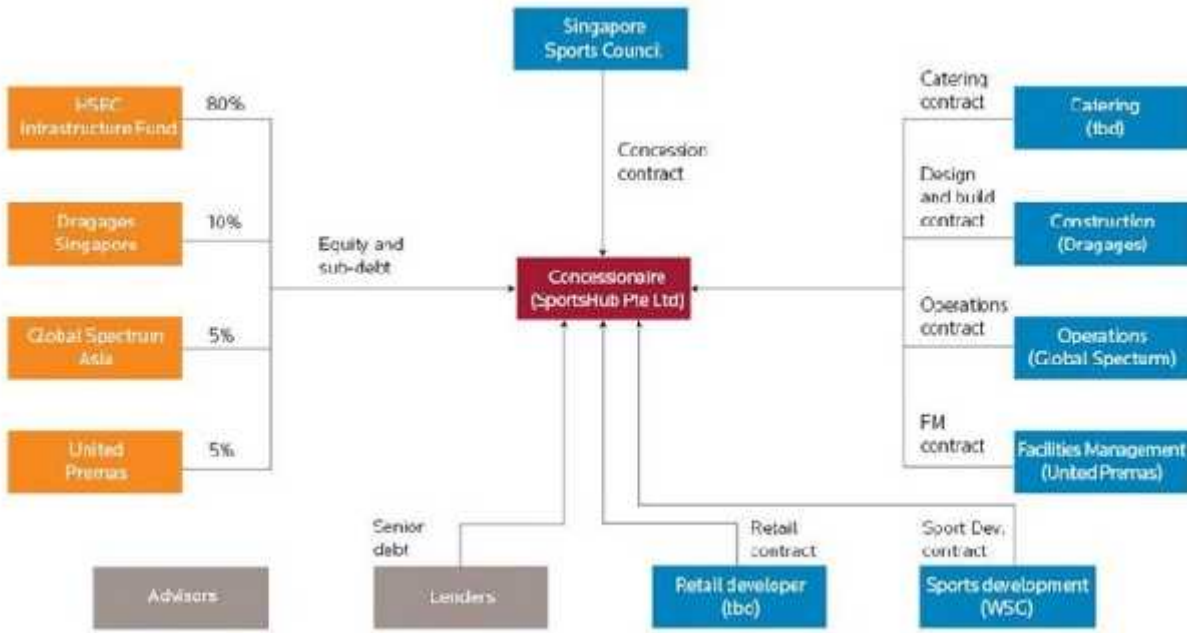 Singapore
Sports Council
HSBC
Infrastructure Fund
80%
Catering
contract
Catering
(tbd)
Concession
contract
Dragages
Singapore
10%
Design
and build
contract
Construction
(Dragages)
Equity and
sub-debt
Concessionaire
(SportsHub Pte Ltd)
Global Spectrum
Asia
5%
Operations
contract
Operations
(Global Specturm)
United
Premas
5%
FM
contract
Facilities Management
(United Premas)
Senior
debt
Retail
contract
Sport Dev.
contract
Advisors
Lenders
Retail developer
Sports development
(WSC)